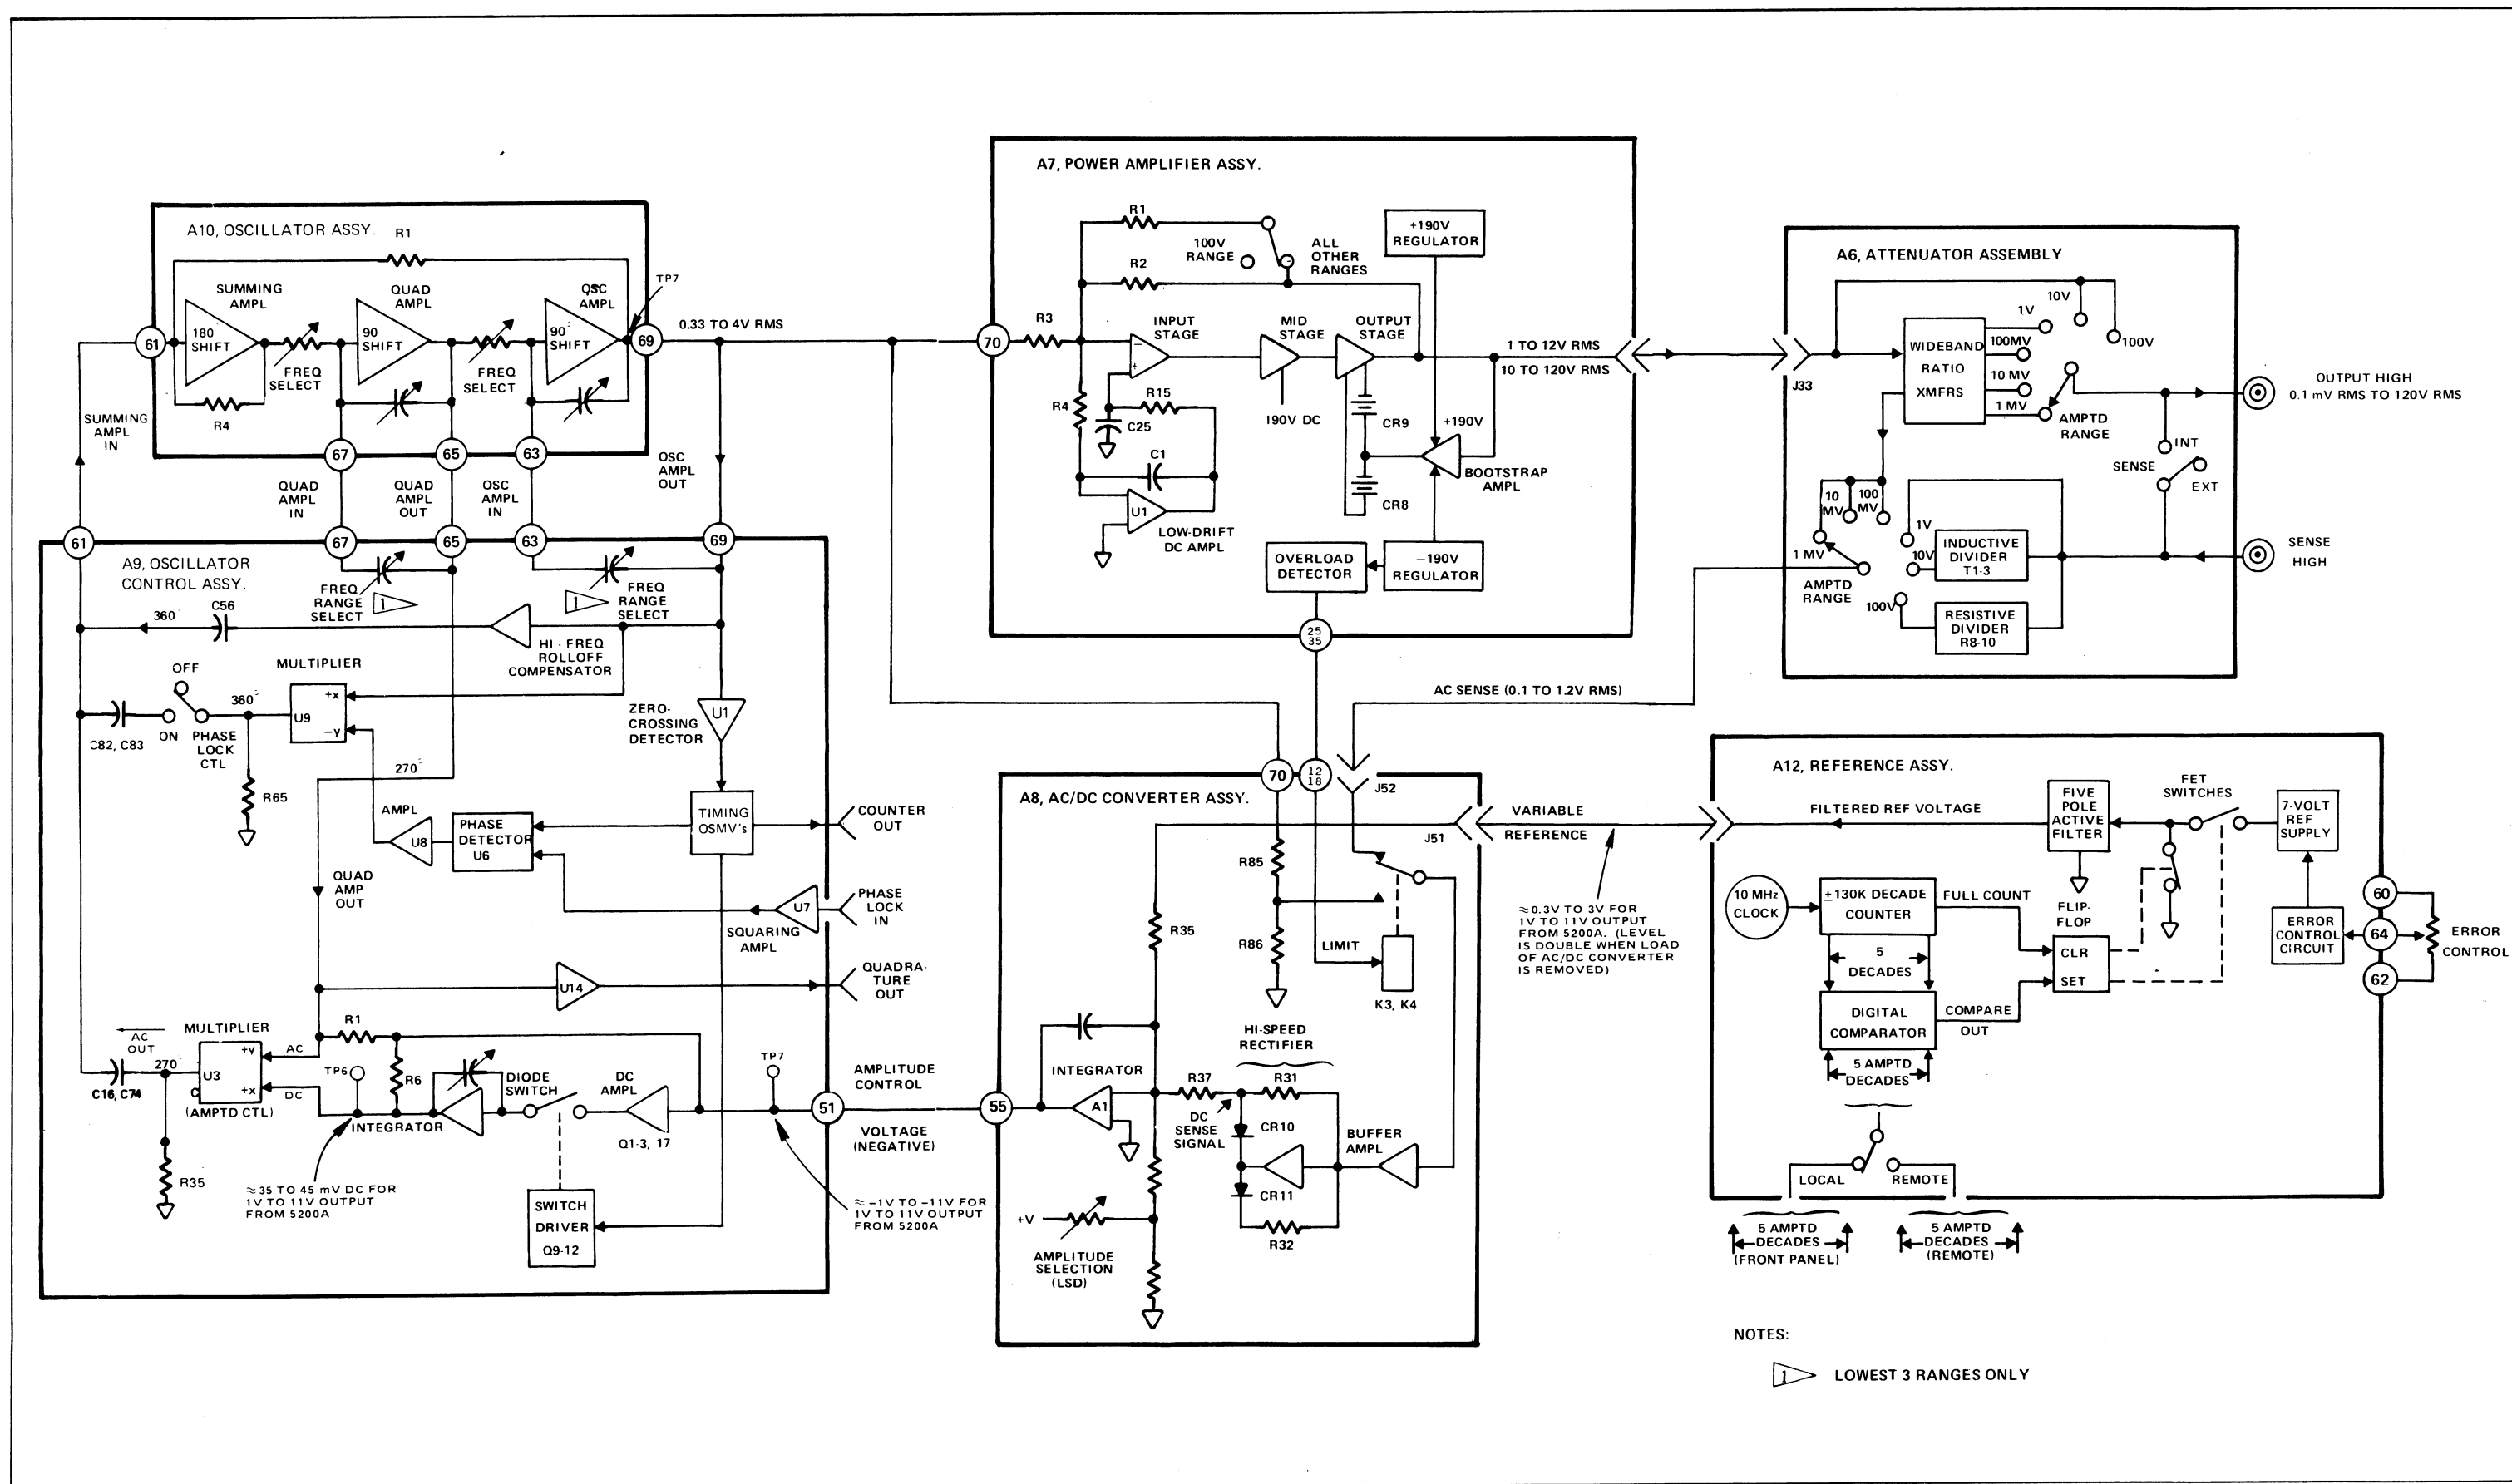 A10, OSCILLATOR ASSY.
R1
SUMMING
AMPL
QUAD
AMPL
OSC
AMPL
TP7
180
SHIFT
90
SHIFT
90
SHIFT
FREQ
SELECT
FREQ
SELECT
R4
61
69
67
65
63
0.33 TO 4V RMS
SUMMING
AMPL
IN
QUAD
AMPL
IN
QUAD
AMPL
OUT
OSC
AMPL
IN
OSC
AMPL
OUT
61
67
65
63
69
A9, OSCILLATOR
CONTROL ASSY.
FREQ
RANGE
SELECT
1
FREQ
RANGE
SELECT
1
360
C56
HI - FREQ
ROLLOFF
COMPENSATOR
OFF
MULTIPLIER
360
+x
U9
-y
C82, C83
ON
PHASE
LOCK
CTL
R65
270
ZERO-
CROSSING
DETECTOR
U1
AMPL
U8
PHASE
DETECTOR
U6
TIMING
OSMV's
COUNTER
OUT
QUAD
AMP
OUT
U7
PHASE
LOCK
IN
SQUARING
AMPL
U14
QUADRA-
TURE
OUT
AC
OUT
MULTIPLIER
R1
270
U3
+y
+x
AC
DC
C16, C74
(AMPTD CTL)
TP6
R6
INTEGRATOR
DIODE
SWITCH
DC
AMPL
Q1-3, 17
TP7
R35
≈35 TO 45 mV DC FOR
1V TO 11V OUTPUT
FROM 5200A
SWITCH
DRIVER
Q9-12
≈ -1V TO -11V FOR
1V TO 11V OUTPUT
FROM 5200A
51
AMPLITUDE
CONTROL
VOLTAGE
(NEGATIVE)
55
A7, POWER AMPLIFIER ASSY.
70
R3
R1
R2
100V
RANGE
ALL
OTHER
RANGES
+190V
REGULATOR
INPUT
STAGE
MID
STAGE
OUTPUT
STAGE
-
+
R4
R15
C25
C1
U1
LOW-DRIFT
DC AMPL
190V DC
CR9
CR8
+190V
BOOTSTRAP
AMPL
OVERLOAD
DETECTOR
-190V
REGULATOR
25
35
1 TO 12V RMS
10 TO 120V RMS
A6, ATTENUATOR ASSEMBLY
J33
WIDEBAND
RATIO
XMFRS
1V
10V
100V
100MV
10 MV
1 MV
AMPTD
RANGE
OUTPUT HIGH
0.1 mV RMS TO 120V RMS
INT
SENSE
EXT
10
MV
100
MV
1 MV
1V
10V
100V
AMPTD
RANGE
INDUCTIVE
DIVIDER
T1-3
RESISTIVE
DIVIDER
R8-10
SENSE
HIGH
AC SENSE (0.1 TO 1.2V RMS)
A8, AC/DC CONVERTER ASSY.
70
12
18
J52
J51
R85
R86
R35
LIMIT
K3, K4
HI-SPEED
RECTIFIER
INTEGRATOR
A1
R37
R31
DC
SENSE
SIGNAL
CR10
CR11
R32
BUFFER
AMPL
+V
AMPLITUDE
SELECTION
(LSD)
VARIABLE
REFERENCE
≈0.3V TO 3V FOR
1V TO 11V OUTPUT
FROM 5200A. (LEVEL
IS DOUBLE WHEN LOAD
OF AC/DC CONVERTER
IS REMOVED)
A12, REFERENCE ASSY.
FILTERED REF VOLTAGE
FIVE
POLE
ACTIVE
FILTER
FET
SWITCHES
7-VOLT
REF
SUPPLY
10 MHz
CLOCK
±130K DECADE
COUNTER
FULL COUNT
FLIP-
FLOP
CLR
SET
5
DECADES
DIGITAL
COMPARATOR
COMPARE
OUT
5 AMPTD
DECADES
ERROR
CONTROL
CIRCUIT
60
64
62
ERROR
CONTROL
LOCAL
REMOTE
5 AMPTD
DECADES
(FRONT PANEL)
5 AMPTD
DECADES
(REMOTE)
NOTES:
1
LOWEST 3 RANGES ONLY